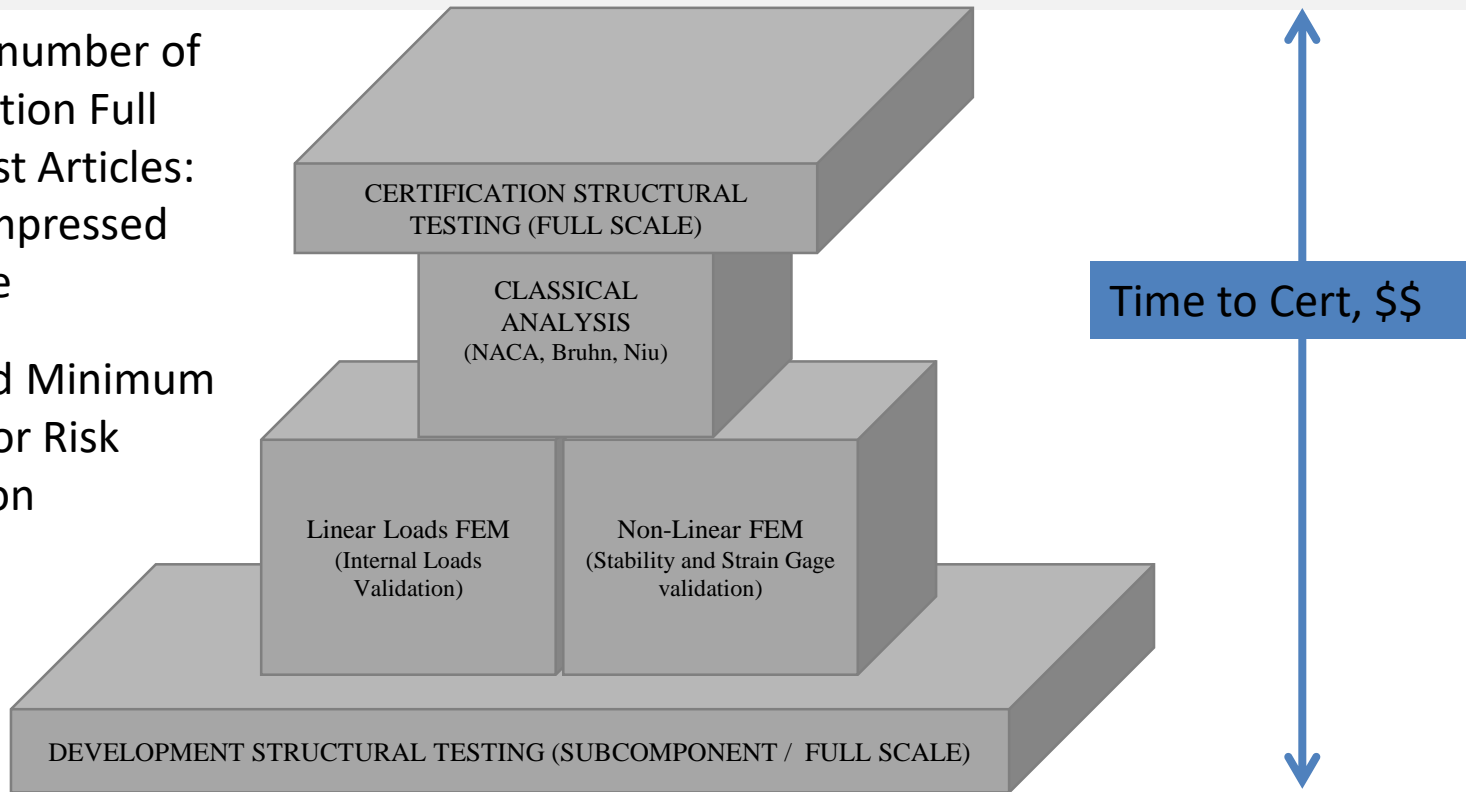 number of
tion Full
st Articles:
mpressed
e
d Minimum
or Risk
on
CERTIFICATION STRUCTURAL
TESTING (FULL SCALE)
CLASSICAL
ANALYSIS
(NACA, Bruhn, Niu)
Time to Cert, $$
Linear Loads FEM
(Internal Loads
Validation)
Non-Linear FEM
(Stability and Strain Gage
validation)
DEVELOPMENT STRUCTURAL TESTING (SUBCOMPONENT / FULL SCALE)